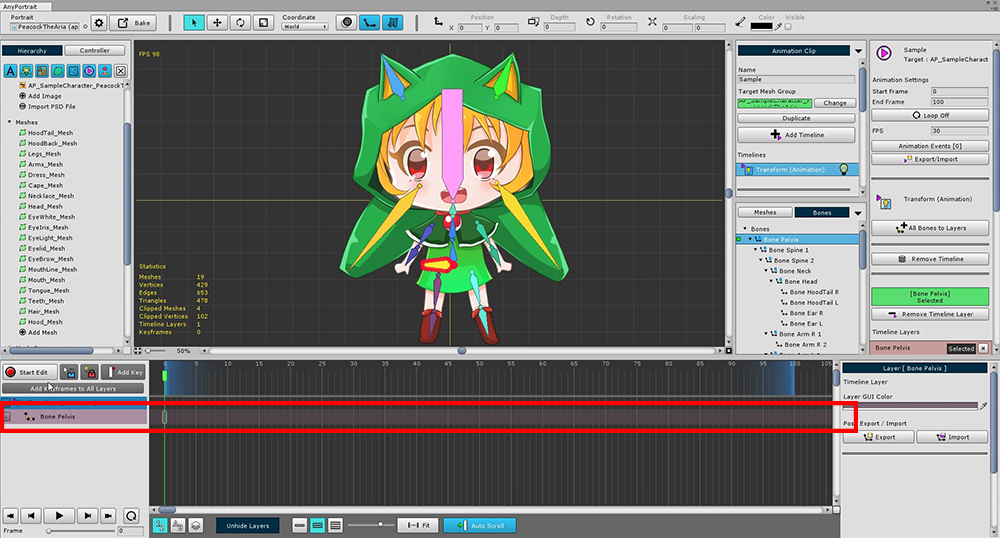 AnyPortrait
Portrait
PeacockTheAria (ap
Bake
Coordinate
World
Position
0
0
Depth
0
Rotation
0
Scaling
0
0
Color
Visible
Hierarchy
Controller
AP_SampleCharacter_PeacockT
Add Image
Import PSD File
Meshes
HoodTail_Mesh
HoodBack_Mesh
Legs_Mesh
Arms_Mesh
Dress_Mesh
Cape_Mesh
Necklace_Mesh
Head_Mesh
EyeWhite_Mesh
EyeIris_Mesh
EyeLight_Mesh
Eyelid_Mesh
EyeBrow_Mesh
MouthLine_Mesh
Mouth_Mesh
Tongue_Mesh
Teeth_Mesh
Hair_Mesh
Hood_Mesh
Add Mesh
FPS 98
Statistics
Meshes 19
Vertices 429
Edges 653
Triangles 478
Clipped Meshes 4
Clipped Vertices 102
Timeline Layers 1
Keyframes 0
50%
Animation Clip
Name
Sample
Target Mesh Group
Change
Duplicate
Add Timeline
Timelines
Transform (Animation)
Meshes
Bones
Bones
Bone Pelvis
Bone Spine 1
Bone Spine 2
Bone Neck
Bone Head
Bone HoodTail R
Bone HoodTail L
Bone Ear R
Bone Ear L
Bone Arm R 1
Bone Arm R 2
Sample
Target : AP_SampleCharact
Animation Settings
Start Frame 0
End Frame 100
Loop Off
FPS 30
Animation Events [0]
Export/Import
Transform (Animation)
All Bones to Layers
Remove Timeline
[Bone Pelvis]
Selected
Remove Timeline Layer
Timeline Layers
Bone Pelvis Selected
Start Edit
Add Key
Add Keyframes to All Layers
Bone Pelvis
0 5 10 15 20 25 30 35 40 45 50 55 60 65 70 75 80 85 90 95 100 105
Layer [ Bone Pelvis ]
Timeline Layer
Layer GUI Color
Export / Import
Export
Import
Frame
0
Unhide Layers
Fit
Auto Scroll